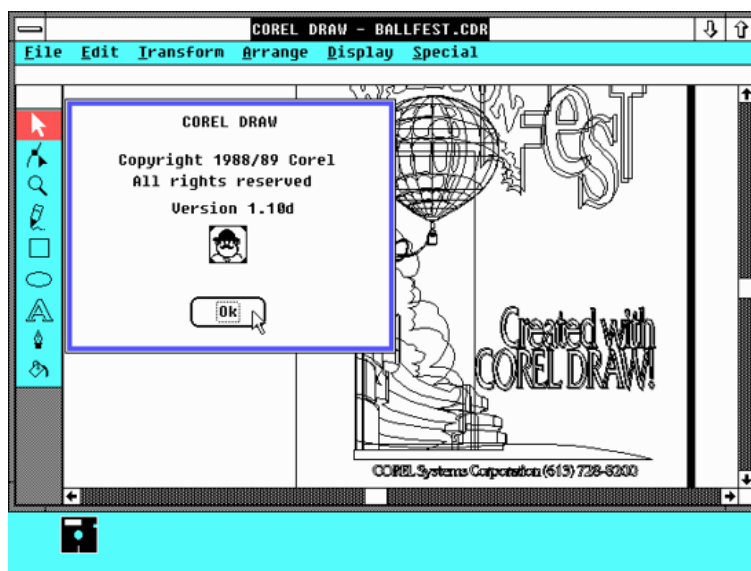 COREL DRAW - BALLFEST.CDR
File Edit Transform Arrange Display Special
COREL DRAW
Copyright 1988/89 Corel
All rights reserved
Version 1.10d
Ok
Fest
Created with
COREL DRAW!
COREL Systems Corporation (613) 728-8200